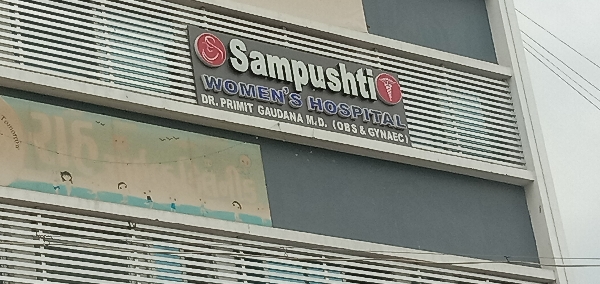 Sampushti
WOMEN'S HOSPITAL
DR. PRIMIT GAUDANA M.D. (OBS & GYNAEC)